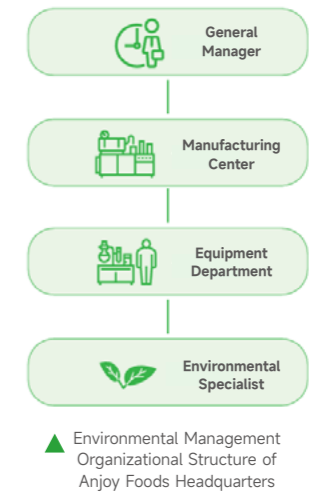 General
Manager
Manufacturing
Center
Equipment
Department
Environmental
Specialist
Environmental Management
Organizational Structure of
Anjoy Foods Headquarters